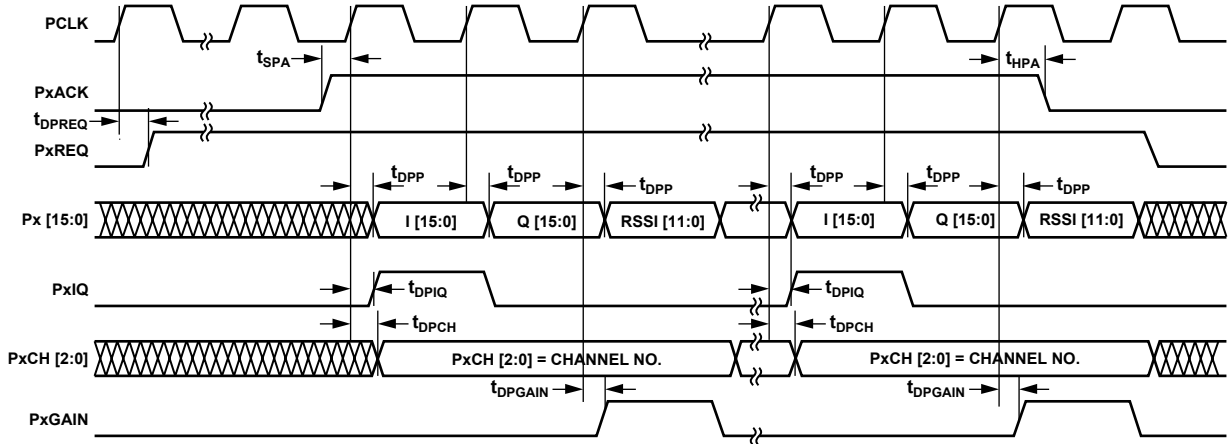 PCLK
tSPA
tHPA
PxACK
tDPREQ
PxREQ
tDPP tDPP tDPP tDPP tDPP tDPP
Px [15:0] I [15:0] Q [15:0] RSSI [11:0] I [15:0] Q [15:0] RSSI [11:0]
PxIQ
tDPIQ tDPIQ
tDPCH tDPCH
PxCH [2:0] PxCH [2:0] = CHANNEL NO. PxCH [2:0] = CHANNEL NO.
tDPGAIN tDPGAIN
PxGAIN